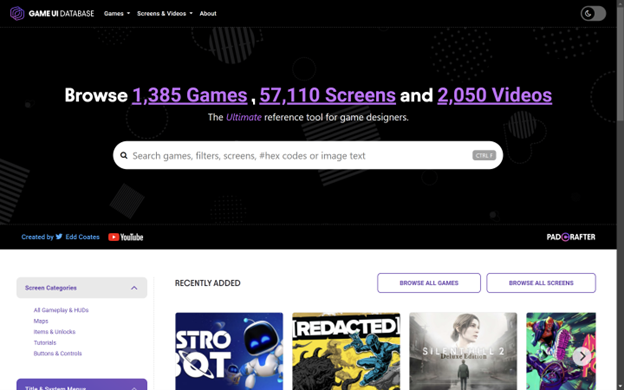 GAME UI DATABASE Games Screens & Videos About
Browse 1,385 Games , 57,110 Screens and 2,050 Videos
The Ultimate reference tool for game designers.
Search games, filters, screens, #hex codes or image text CTRL F
Created by Edd Coates YouTube PAD CRAFTER
Screen Categories
All Gameplay & HUDs
Maps
Items & Unlocks
Tutorials
Buttons & Controls
Title & System Menus
RECENTLY ADDED BROWSE ALL GAMES BROWSE ALL SCREENS
STRO
BOT
[REDACTED]
SILENT HILL 2
Deluxe Edition